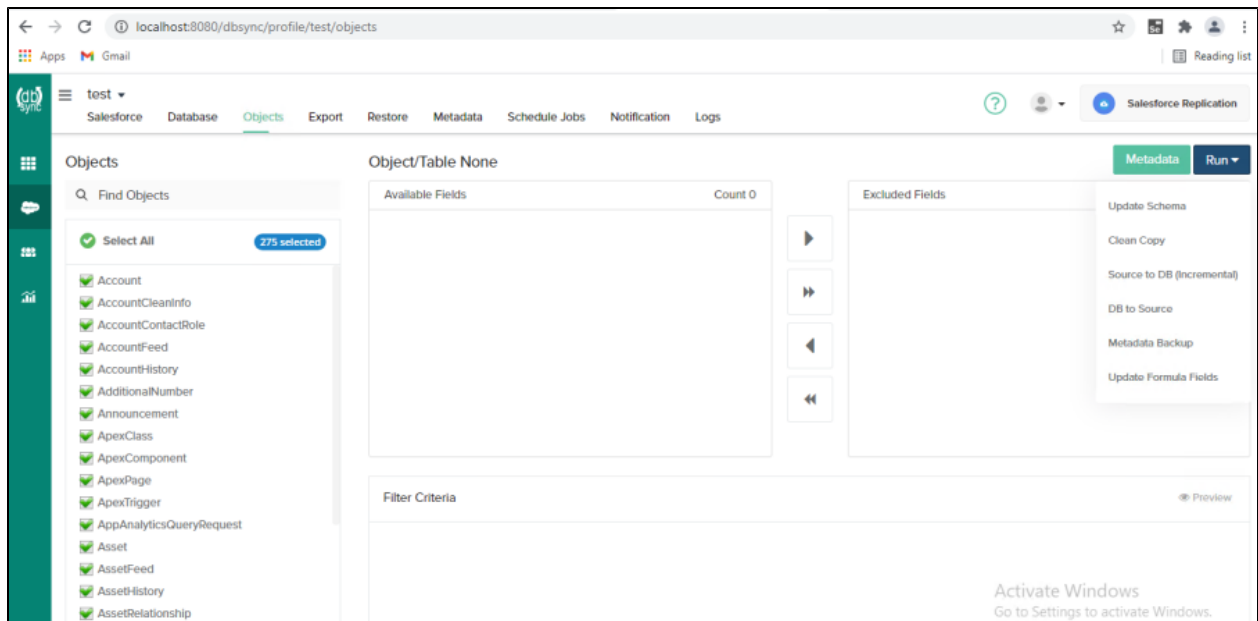 localhost:8080/dbsync/profile/test/objects
Se
Apps Gmail
Reading list
(db)
sync
test
Salesforce Database Objects Export Restore Metadata Schedule Jobs Notification Logs
?
Salesforce Replication
Objects
Find Objects
Select All 275 selected
Account
AccountCleanInfo
AccountContactRole
AccountFeed
AccountHistory
AdditionalNumber
Announcement
ApexClass
ApexComponent
ApexPage
ApexTrigger
AppAnalyticsQueryRequest
Asset
AssetFeed
AssetHistory
AssetRelationship
Object/Table None
Metadata Run
Available Fields Count 0
Excluded Fields
Update Schema
Clean Copy
Source to DB (Incremental)
DB to Source
Metadata Backup
Update Formula Fields
Filter Criteria Preview
Activate Windows
Go to Settings to activate Windows.